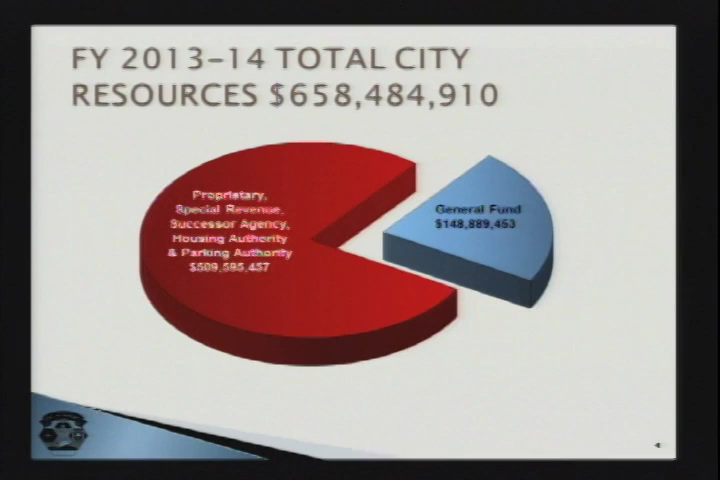 FY 2013-14 TOTAL CITY
RESOURCES $658,484,910
Proprietary,
Special Revenue,
Successor Agency,
Housing Authority
& Parking Authority
$509,595,457
General Fund
$148,889,453
4